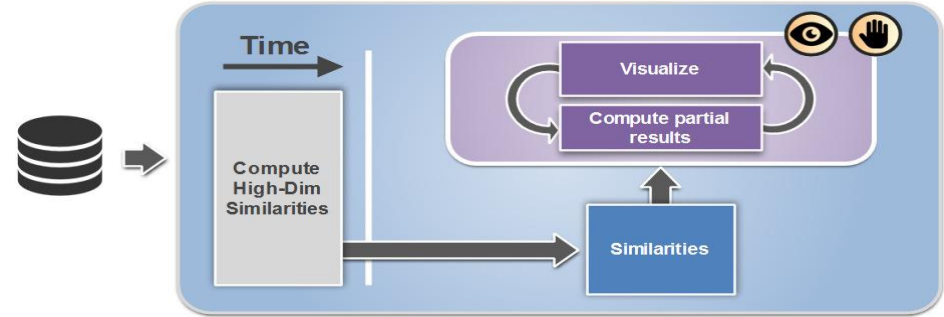 Time
Compute
High-Dim
Similarities
Visualize
Compute partial
results
Similarities